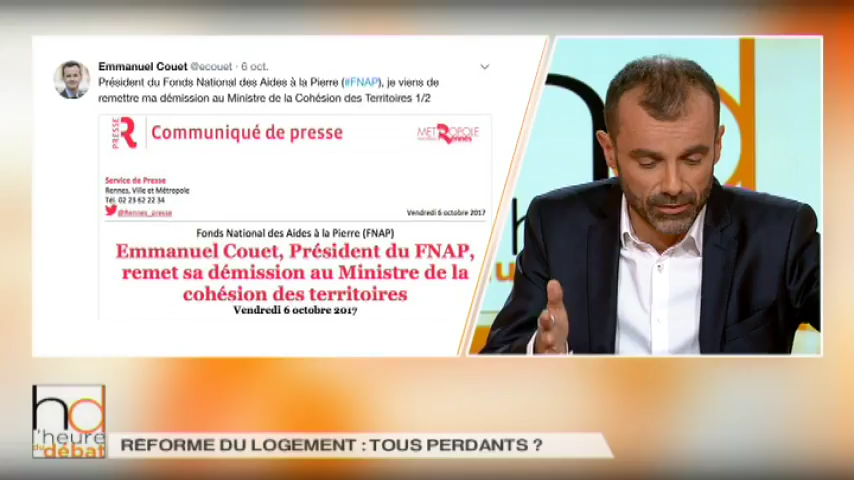 Emmanuel Couet @ecouet · 6 oct.
Président du Fonds National des Aides à la Pierre (#FNAP), je viens de
remettre ma démission au Ministre de la Cohésion des Territoires 1/2
PRESSE R Communiqué de presse
MÉTROPOLE
Rennes
Service de Presse
Rennes, Ville et Métropole
Tél. 02 23 62 22 34
@Rennes_presse
Vendredi 6 octobre 2017
Fonds National des Aides à la Pierre (FNAP)
Emmanuel Couet, Président du FNAP,
remet sa démission au Ministre de la
cohésion des territoires
Vendredi 6 octobre 2017
hd
l'heure
du débat
RÉFORME DU LOGEMENT : TOUS PERDANTS ?